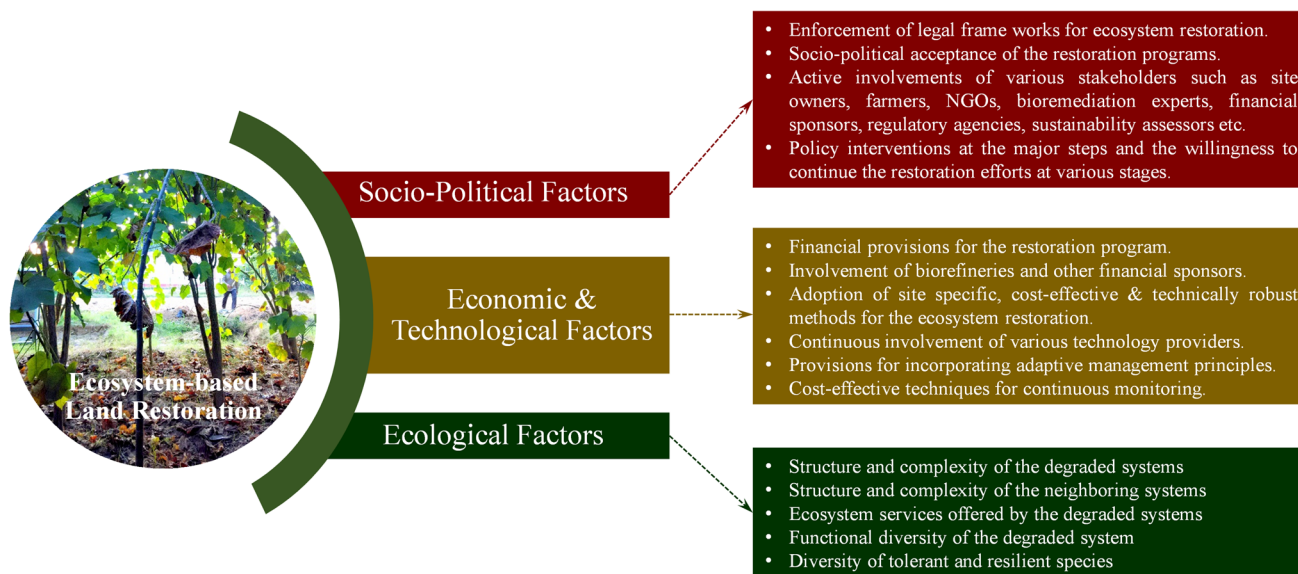 Ecosystem-based
Land Restoration
Socio-Political Factors
• Enforcement of legal frame works for ecosystem restoration.
• Socio-political acceptance of the restoration programs.
• Active involvements of various stakeholders such as site
owners, farmers, NGOs, bioremediation experts, financial
sponsors, regulatory agencies, sustainability assessors etc.
• Policy interventions at the major steps and the willingness to
continue the restoration efforts at various stages.
Economic &
Technological Factors
• Financial provisions for the restoration program.
• Involvement of biorefineries and other financial sponsors.
• Adoption of site specific, cost-effective & technically robust
methods for the ecosystem restoration.
• Continuous involvement of various technology providers.
• Provisions for incorporating adaptive management principles.
• Cost-effective techniques for continuous monitoring.
Ecological Factors
• Structure and complexity of the degraded systems
• Structure and complexity of the neighboring systems
• Ecosystem services offered by the degraded systems
• Functional diversity of the degraded system
• Diversity of tolerant and resilient species